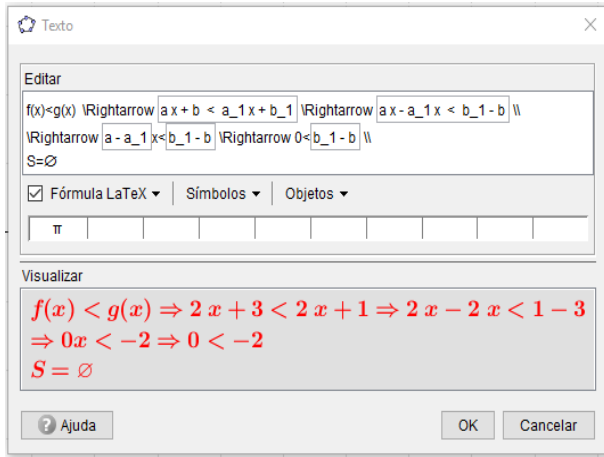 Texto
Editar
f(x)<g(x) \Rightarrow a x + b < a_1 x + b_1 \Rightarrow a x - a_1 x < b_1 - b \\
\Rightarrow a - a_1 x< b_1 - b \Rightarrow 0< b_1 - b \\
S=∅
Fórmula LaTeX ▾ Símbolos ▾ Objetos ▾
π
Visualizar
f(x) < g(x) ⇒ 2 x + 3 < 2 x + 1 ⇒ 2 x − 2 x < 1 − 3
⇒ 0x < −2 ⇒ 0 < −2
S = ∅
Ajuda OK Cancelar